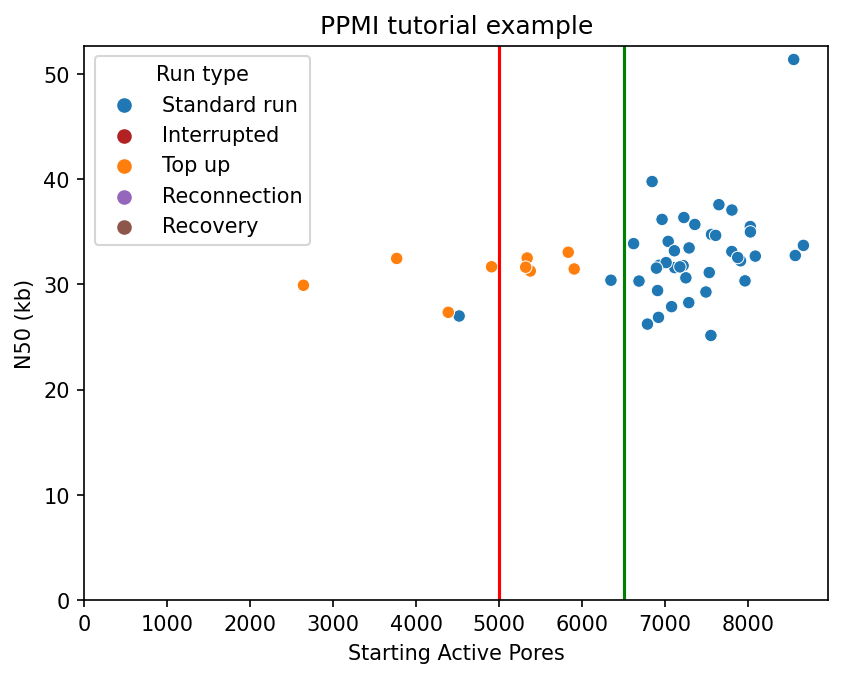 PPMI tutorial example
Run type
Standard run
Interrupted
Top up
Reconnection
Recovery
N50 (kb)
50
40
30
20
10
0
0 1000 2000 3000 4000 5000 6000 7000 8000
Starting Active Pores